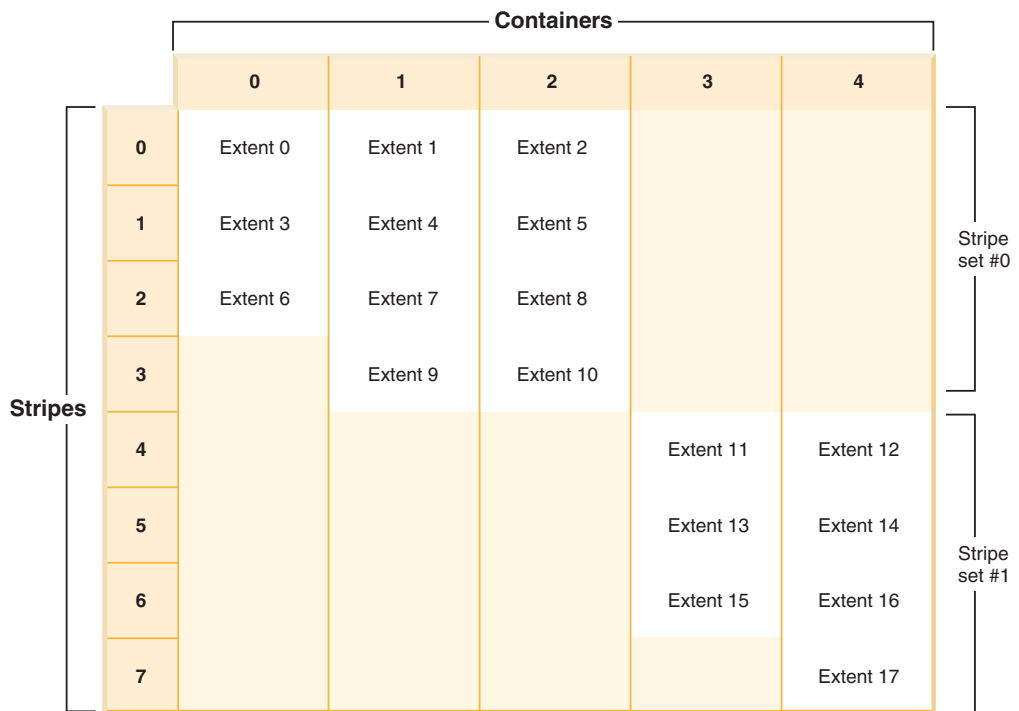 Containers
0 1 2 3 4
0 Extent 0 Extent 1 Extent 2
1 Extent 3 Extent 4 Extent 5
Stripe
set #0
2 Extent 6 Extent 7 Extent 8
3 Extent 9 Extent 10
Stripes
4 Extent 11 Extent 12
5 Extent 13 Extent 14
Stripe
set #1
6 Extent 15 Extent 16
7 Extent 17